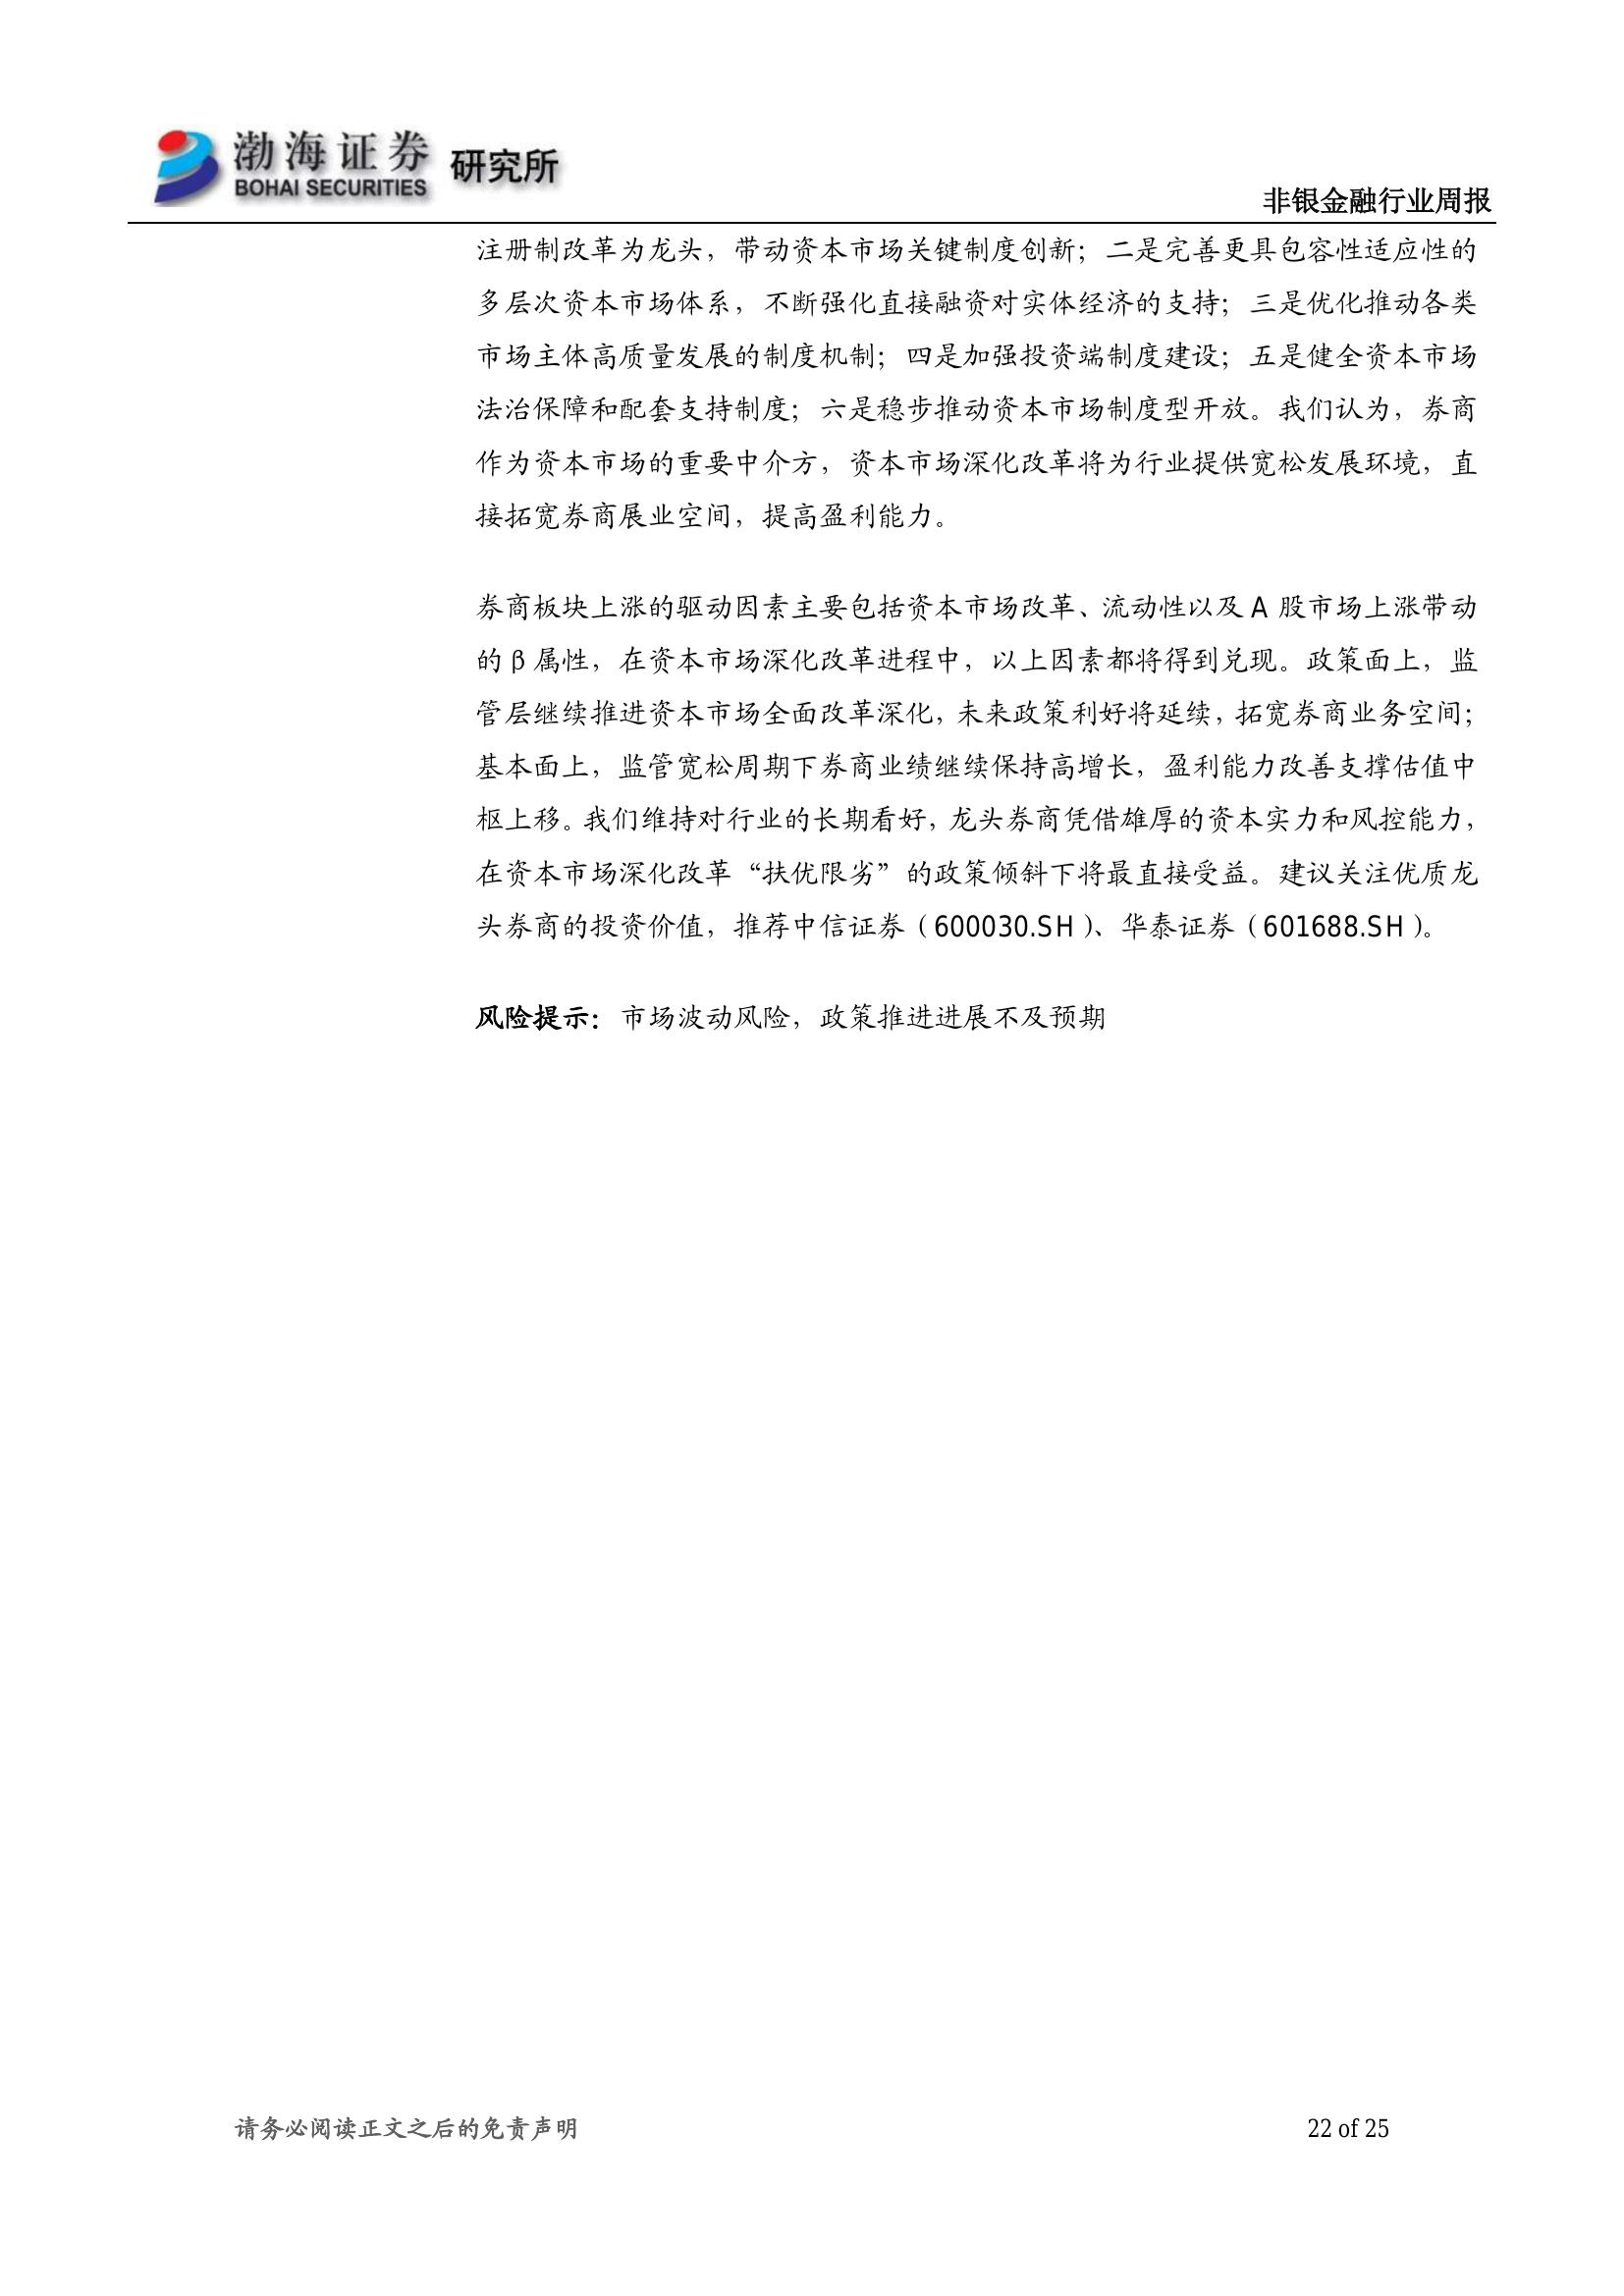 渤海证券 研究所
BOHAI SECURITIES
非银金融行业周报
注册制改革为龙头，带动资本市场关键制度创新；二是完善更具包容性适应性的
多层次资本市场体系，不断强化直接融资对实体经济的支持；三是优化推动各类
市场主体高质量发展的制度机制；四是加强投资端制度建设；五是健全资本市场
法治保障和配套支持制度；六是稳步推动资本市场制度型开放。我们认为，券商
作为资本市场的重要中介方，资本市场深化改革将为行业提供宽松发展环境，直
接拓宽券商展业空间，提高盈利能力。
券商板块上涨的驱动因素主要包括资本市场改革、流动性以及 A 股市场上涨带动
的 β 属性，在资本市场深化改革进程中，以上因素都将得到兑现。政策面上，监
管层继续推进资本市场全面改革深化，未来政策利好将延续，拓宽券商业务空间；
基本面上，监管宽松周期下券商业绩继续保持高增长，盈利能力改善支撑估值中
枢上移。我们维持对行业的长期看好，龙头券商凭借雄厚的资本实力和风控能力，
在资本市场深化改革“扶优限劣”的政策倾斜下将最直接受益。建议关注优质龙
头券商的投资价值，推荐中信证券（600030.SH）、华泰证券（601688.SH）。
风险提示：市场波动风险，政策推进进展不及预期
请务必阅读正文之后的免责声明
22 of 25